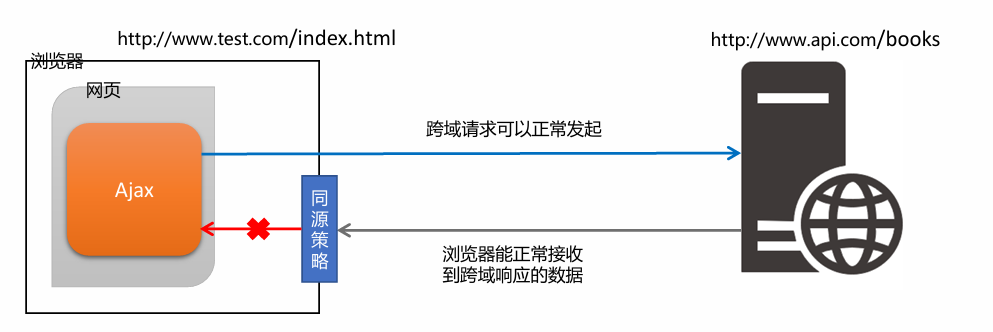 http://www.test.com/index.html
http://www.api.com/books
浏览器
网页
跨域请求可以正常发起
Ajax
同
源
策
略
浏览器能正常接收
到跨域响应的数据